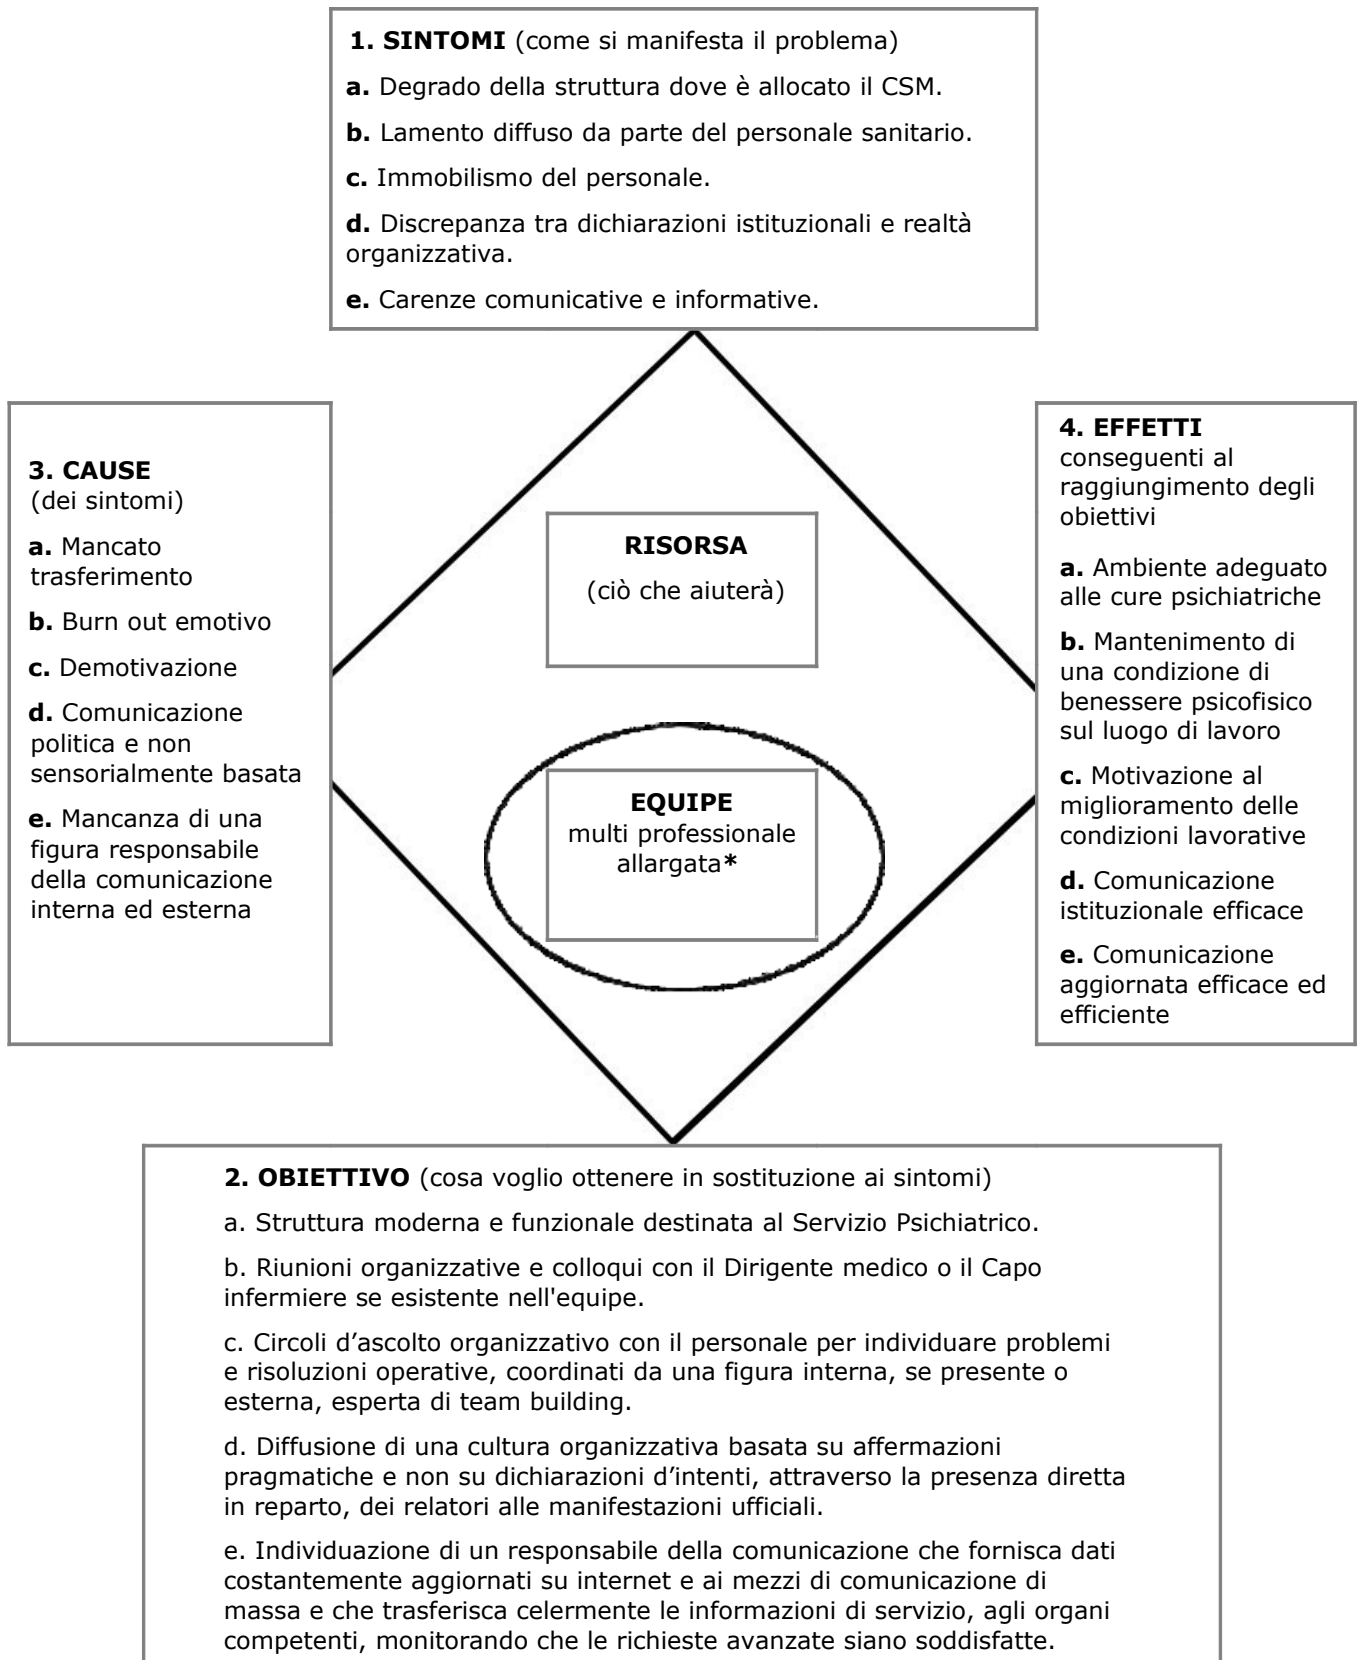 1. SINTOMI (come si manifesta il problema)
a. Degrado della struttura dove è allocato il CSM.
b. Lamento diffuso da parte del personale sanitario.
c. Immobilismo del personale.
d. Discrepanza tra dichiarazioni istituzionali e realtà
organizzativa.
e. Carenze comunicative e informative.
3. CAUSE
(dei sintomi)
a. Mancato
trasferimento
b. Burn out emotivo
c. Demotivazione
d. Comunicazione
politica e non
sensorialmente basata
e. Mancanza di una
figura responsabile
della comunicazione
interna ed esterna
RISORSA
(ciò che aiuterà)
EQUIPE
multi professionale
allargata*
4. EFFETTI
conseguenti al
raggiungimento degli
obiettivi
a. Ambiente adeguato
alle cure psichiatriche
b. Mantenimento di
una condizione di
benessere psicofisico
sul luogo di lavoro
c. Motivazione al
miglioramento delle
condizioni lavorative
d. Comunicazione
istituzionale efficace
e. Comunicazione
aggiornata efficace ed
efficiente
2. OBIETTIVO (cosa voglio ottenere in sostituzione ai sintomi)
a. Struttura moderna e funzionale destinata al Servizio Psichiatrico.
b. Riunioni organizzative e colloqui con il Dirigente medico o il Capo
infermiere se esistente nell'equipe.
c. Circoli d’ascolto organizzativo con il personale per individuare problemi
e risoluzioni operative, coordinati da una figura interna, se presente o
esterna, esperta di team building.
d. Diffusione di una cultura organizzativa basata su affermazioni
pragmatiche e non su dichiarazioni d’intenti, attraverso la presenza diretta
in reparto, dei relatori alle manifestazioni ufficiali.
e. Individuazione di un responsabile della comunicazione che fornisca dati
costantemente aggiornati su internet e ai mezzi di comunicazione di
massa e che trasferisca celermente le informazioni di servizio, agli organi
competenti, monitorando che le richieste avanzate siano soddisfatte.